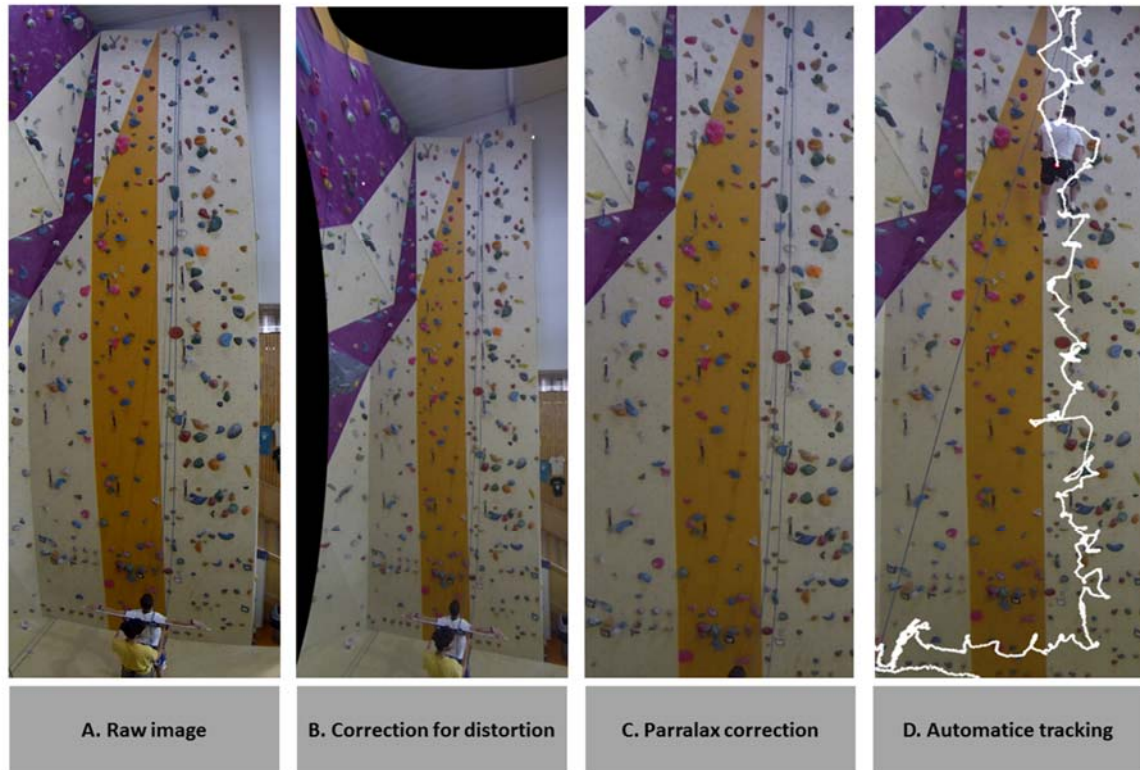 A. Raw image
B. Correction for distortion
C. Parralax correction
D. Automatice tracking